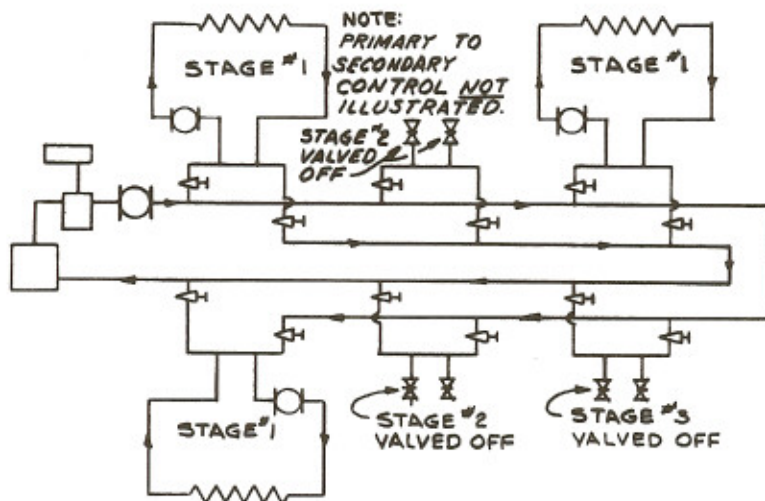 STAGE #1
NOTE:
PRIMARY TO
SECONDARY
CONTROL NOT
ILLUSTRATED.
STAGE #1
STAGE #2
VALVED
OFF
STAGE #1
STAGE #2
VALVED OFF
STAGE #3
VALVED OFF